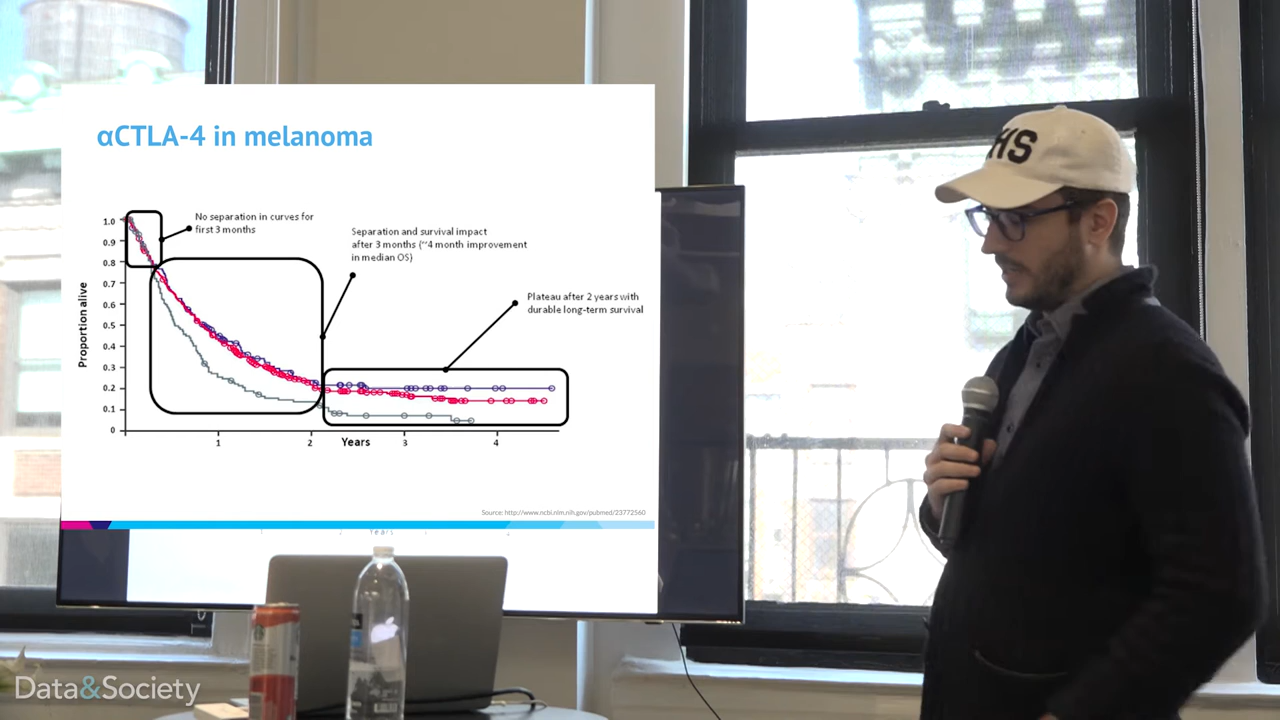 αCTLA-4 in melanoma
No separation in curves for
first 3 months
Separation and survival impact
after 3 months (~4 month improvement
in median OS)
Plateau after 2 years with
durable long-term survival
Proportion alive
1.0
0.9
0.8
0.7
0.6
0.5
0.4
0.3
0.2
0.1
0
1
2
3
4
Years
Source: http://www.ncbi.nlm.nih.gov/pubmed/23772560
Years
HS
Data&Society